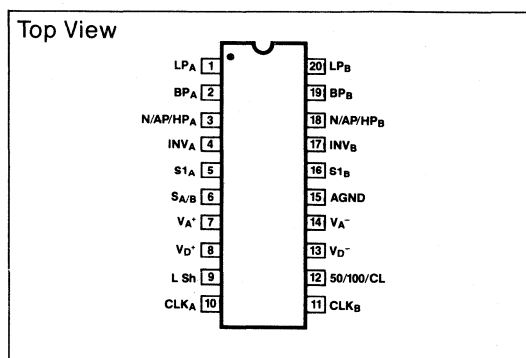 Top View
LPA 1 20 LPB
BPA 2 19 BPB
N/AP/HPA 3 18 N/AP/HPB
INVA 4 17 INVB
S1A 5 16 S1B
SA/B 6 15 AGND
VA+ 7 14 VA−
VD+ 8 13 VD−
L Sh 9 12 50/100/CL
CLKA 10 11 CLKB